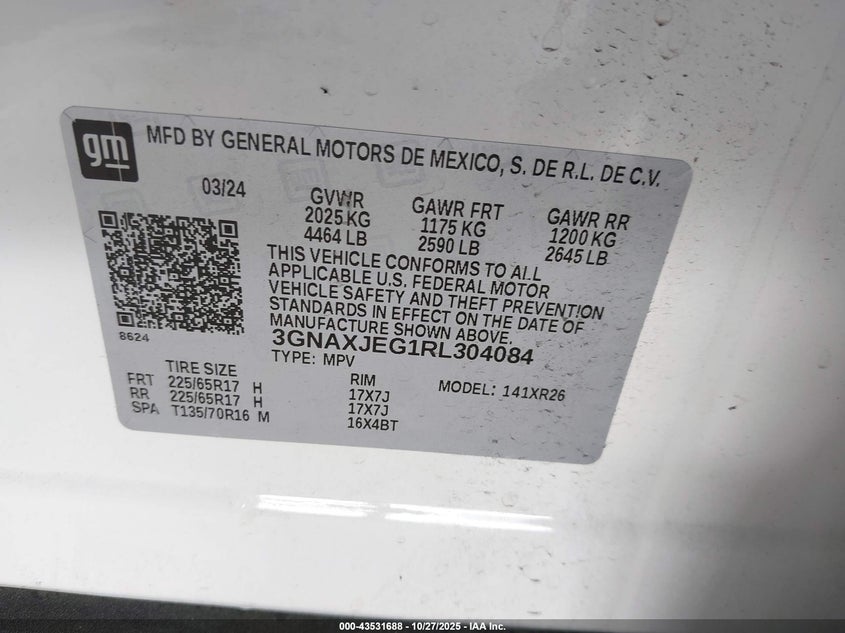 gm
MFD BY GENERAL MOTORS DE MEXICO, S. DE R.L. DE C.V.
03/24
GVWR
2025 KG
4464 LB
GAWR FRT
1175 KG
2590 LB
GAWR RR
1200 KG
2645 LB
THIS VEHICLE CONFORMS TO ALL
APPLICABLE U.S. FEDERAL MOTOR
VEHICLE SAFETY AND THEFT PREVENTION
STANDARDS IN EFFECT ON THE DATE OF
MANUFACTURE SHOWN ABOVE.
8624
3GNAXJEG1RL304084
TYPE: MPV
TIRE SIZE
FRT 225/65R17 H
RR 225/65R17 H
SPA T135/70R16 M
RIM
17X7J
17X7J
16X4BT
MODEL: 141XR26
000-43531688 - 10/27/2025 - IAA Inc.